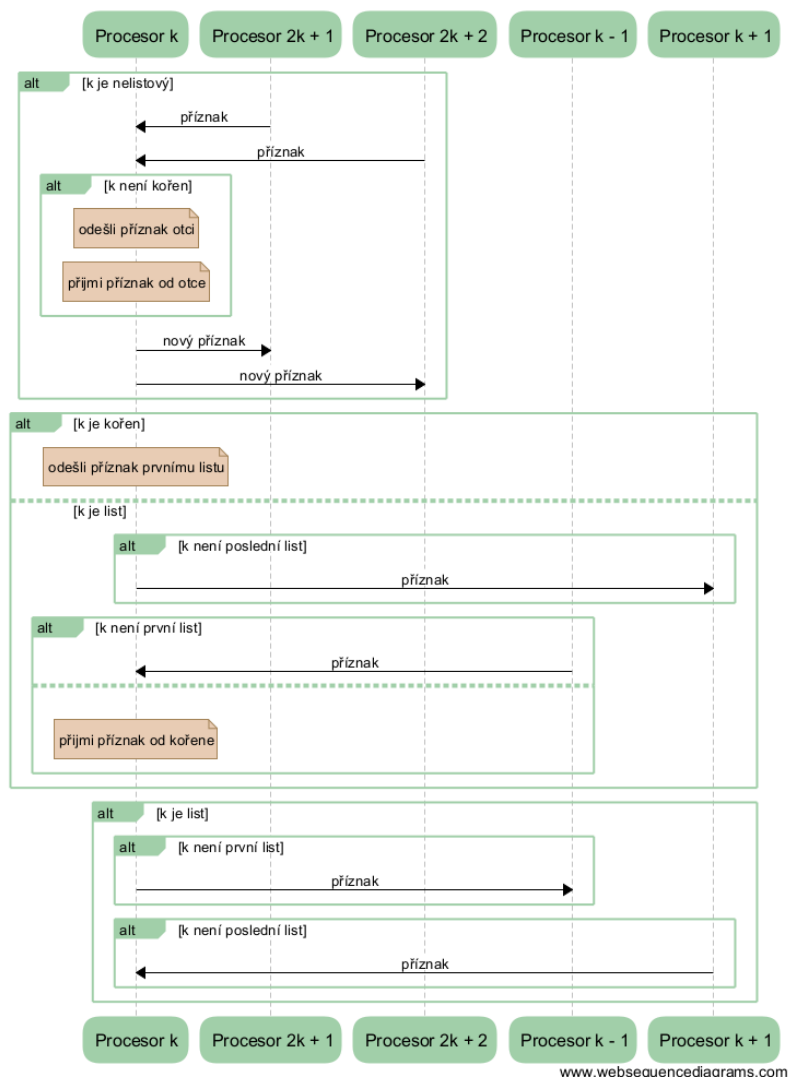 Procesor k
Procesor 2k + 1
Procesor 2k + 2
Procesor k - 1
Procesor k + 1
alt
[k je nelistový]
příznak
příznak
alt
[k není kořen]
odešli příznak otci
přijmi příznak od otce
nový příznak
nový příznak
alt
[k je kořen]
odešli příznak prvnímu listu
[k je list]
alt
[k není poslední list]
příznak
alt
[k není první list]
příznak
přijmi příznak od kořene
alt
[k je list]
alt
[k není první list]
příznak
alt
[k není poslední list]
příznak
Procesor k
Procesor 2k + 1
Procesor 2k + 2
Procesor k - 1
Procesor k + 1
www.websequencediagrams.com